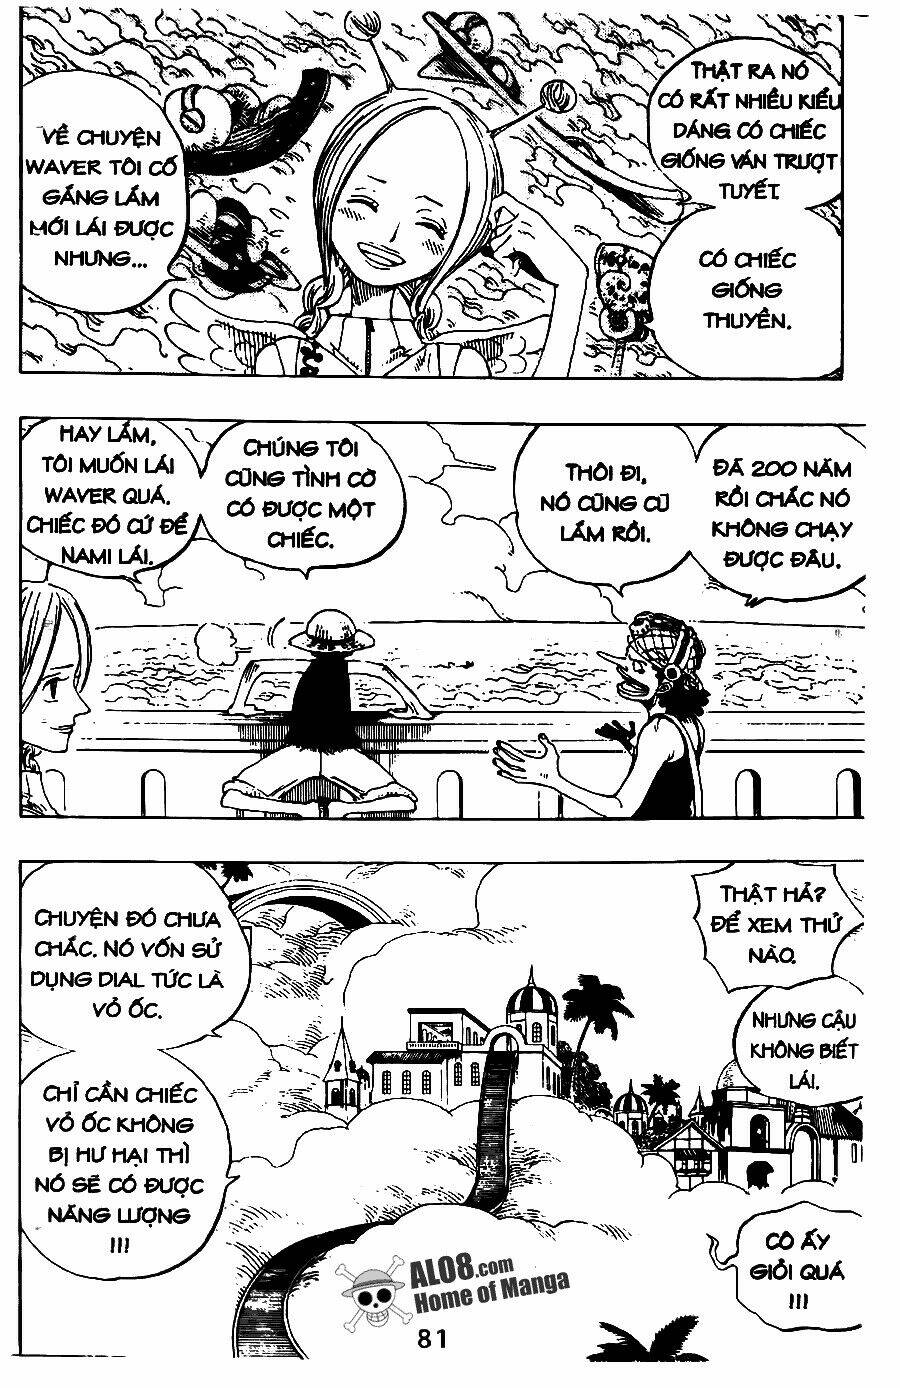 THẬT RA NÓ
CÓ RẤT NHIỀU KIỂU
DÁNG CÓ CHIẾC
GIỐNG VÁN TRƯỢT
TUYẾT.
CÓ CHIẾC
GIỐNG
THUYỀN.
VỀ CHUYỆN
WAVER TÔI CỐ
GẮNG LẮM
MỚI LÁI ĐƯỢC
NHƯNG...
ĐÃ 200 NĂM
RỒI CHẮC NÓ
KHÔNG CHẠY
ĐƯỢC ĐÂU.
THÔI ĐI,
NÓ CŨNG CŨ
LẮM RỒI.
CHÚNG TÔI
CŨNG TÌNH CỜ
CÓ ĐƯỢC MỘT
CHIẾC.
HAY LẮM,
TÔI MUỐN LÁI
WAVER QUÁ.
CHIẾC ĐÓ CỨ ĐỂ
NAMI LÁI.
THẬT HẢ?
ĐỂ XEM THỬ
NÀO.
NHƯNG CẬU
KHÔNG BIẾT
LÁI.
CHUYỆN ĐÓ CHƯA
CHẮC. NÓ VỐN SỬ
DỤNG DIAL TỨC LÀ
VỎ ỐC.
CHỈ CẦN CHIẾC
VỎ ỐC KHÔNG
BỊ HƯ HẠI THÌ
NÓ SẼ CÓ ĐƯỢC
NĂNG LƯỢNG
!!!
CÔ ẤY
GIỎI QUÁ
!!!
ALO8.com
Home of Manga
81